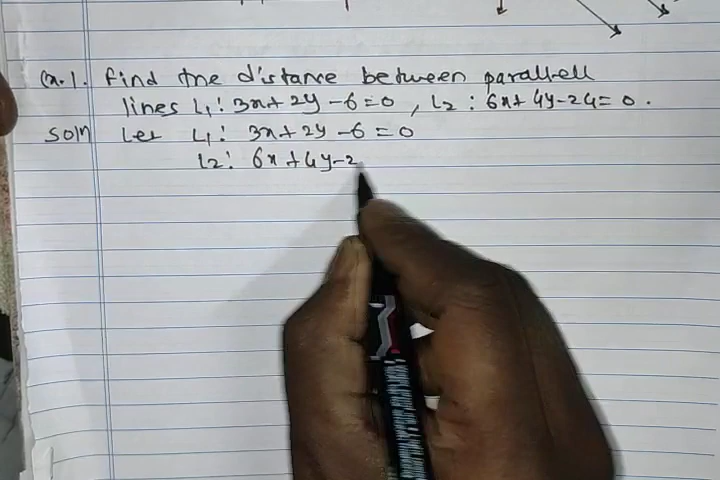 Q.1. Find the distance between parallell
lines L1: 3x+2y-6=0, L2: 6x+4y-24=0.
Soln Let L1: 3x+2y-6=0
L2: 6x+4y-2